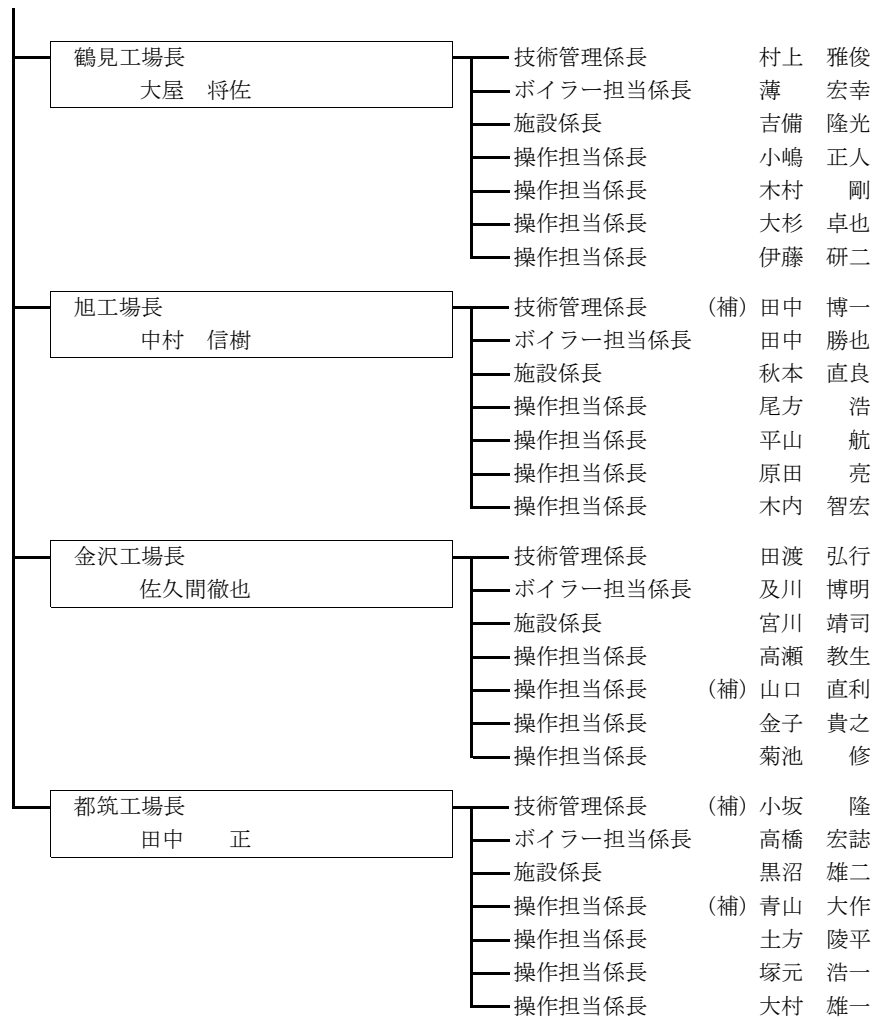 鶴見工場長 技術管理係長 村上 雅俊
大屋 将佐 ボイラー担当係長 薄 宏幸
施設係長 吉備 隆光
操作担当係長 小嶋 正人
操作担当係長 木村 剛
操作担当係長 大杉 卓也
操作担当係長 伊藤 研二
旭工場長 技術管理係長 （補）田中 博一
中村 信樹 ボイラー担当係長 田中 勝也
施設係長 秋本 直良
操作担当係長 尾方 浩
操作担当係長 平山 航
操作担当係長 原田 亮
操作担当係長 木内 智宏
金沢工場長 技術管理係長 田渡 弘行
佐久間徹也 ボイラー担当係長 及川 博明
施設係長 宮川 靖司
操作担当係長 高瀬 教生
操作担当係長 （補）山口 直利
操作担当係長 金子 貴之
操作担当係長 菊池 修
都筑工場長 技術管理係長 （補）小坂 隆
田中 正 ボイラー担当係長 高橋 宏誌
施設係長 黒沼 雄二
操作担当係長 （補）青山 大作
操作担当係長 土方 陵平
操作担当係長 塚元 浩一
操作担当係長 大村 雄一